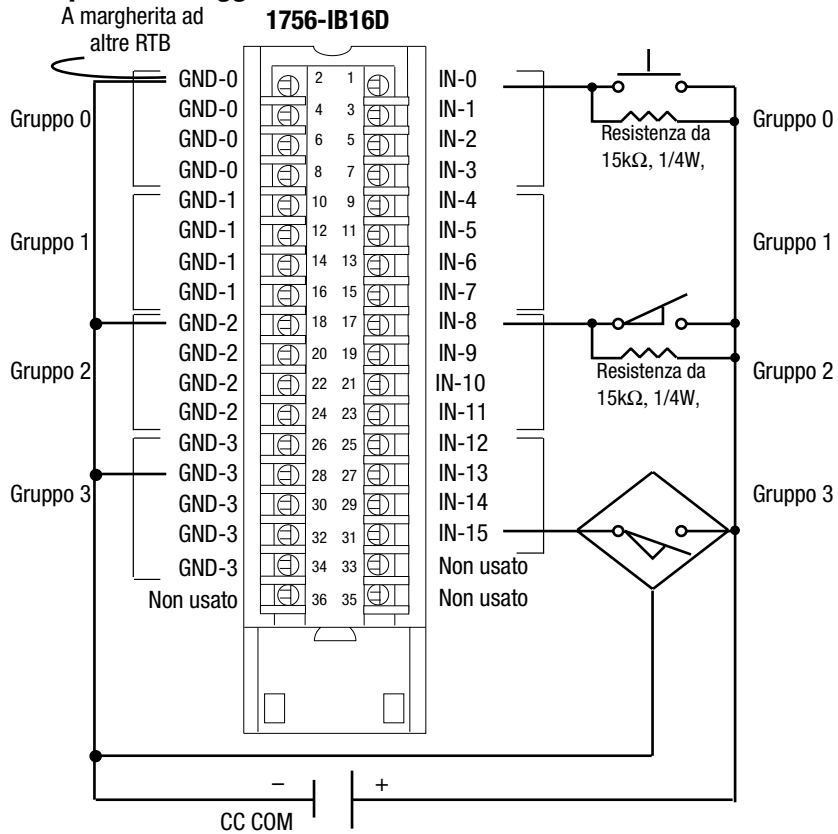 A margherita ad
altre RTB
1756-IB16D
Gruppo 0
GND-0 2 1 IN-0
GND-0 4 3 IN-1
GND-0 6 5 IN-2
GND-0 8 7 IN-3
Resistenza da
15kΩ, 1/4W,
Gruppo 0
Gruppo 1
GND-1 10 9 IN-4
GND-1 12 11 IN-5
GND-1 14 13 IN-6
GND-1 16 15 IN-7
Gruppo 1
Gruppo 2
GND-2 18 17 IN-8
GND-2 20 19 IN-9
GND-2 22 21 IN-10
GND-2 24 23 IN-11
Resistenza da
15kΩ, 1/4W,
Gruppo 2
Gruppo 3
GND-3 26 25 IN-12
GND-3 28 27 IN-13
GND-3 30 29 IN-14
GND-3 32 31 IN-15
GND-3 34 33 Non usato
Non usato 36 35 Non usato
Gruppo 3
– +
CC COM